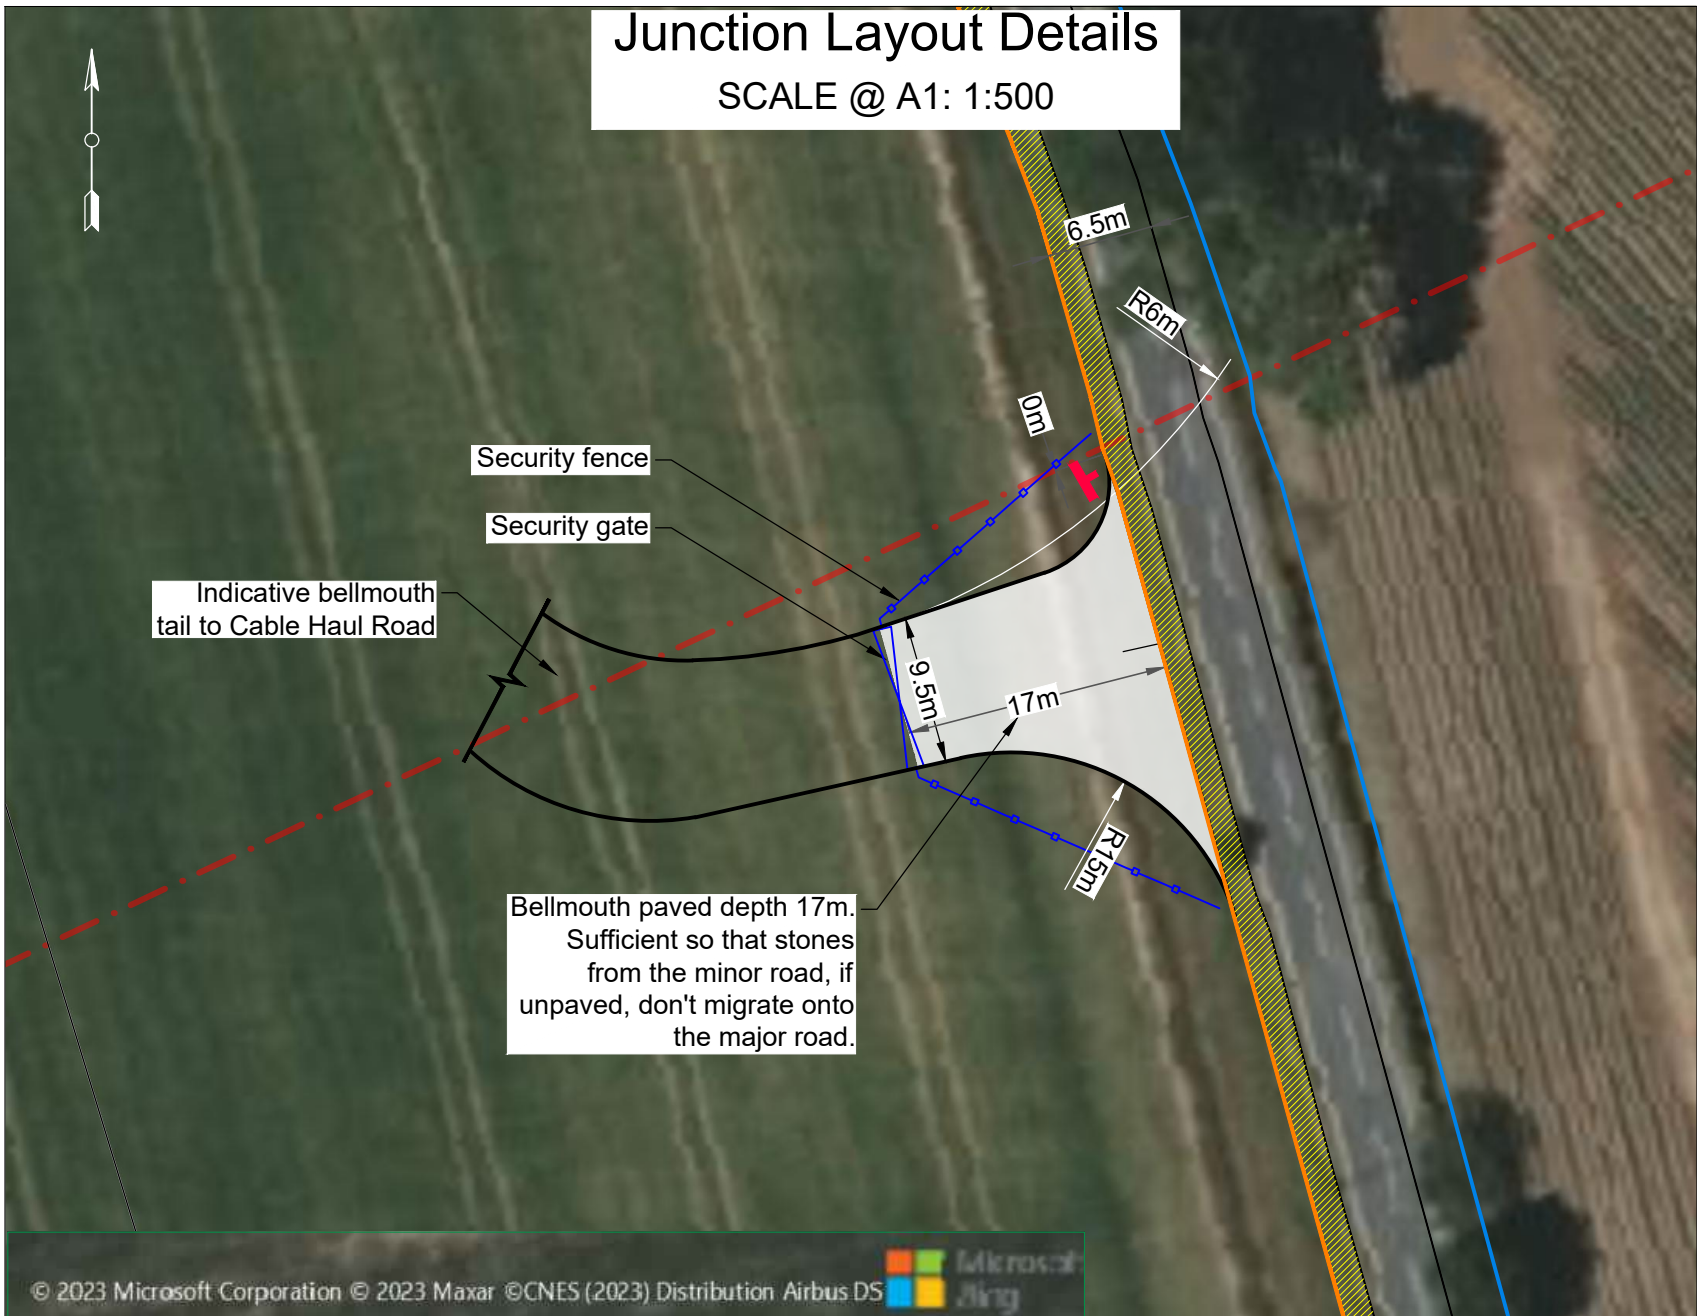 Junction Layout Details
SCALE @ A1: 1:500
6.5m
R6m
0m
Security fence
Security gate
Indicative bellmouth
tail to Cable Haul Road
9.5m
17m
R15m
Bellmouth paved depth 17m.
Sufficient so that stones
from the minor road, if
unpaved, don't migrate onto
the major road.
© 2023 Microsoft Corporation © 2023 Maxar ©CNES (2023) Distribution Airbus DS
Microsoft
Bing